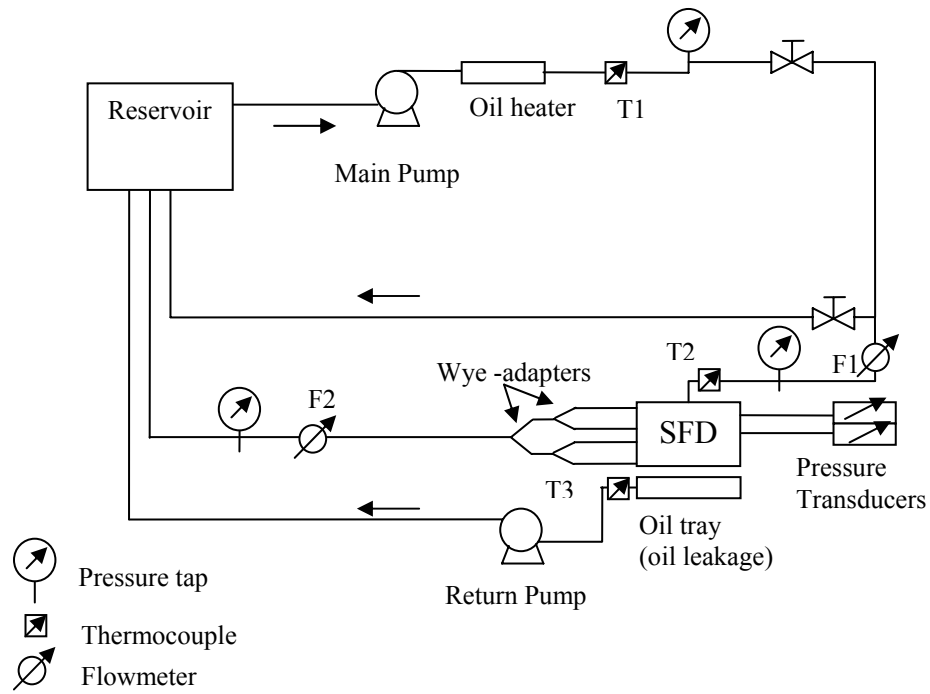 Reservoir
Main Pump
Oil heater
T1
T2
F1
Wye -adapters
F2
SFD
T3
Pressure
Transducers
Oil tray
(oil leakage)
Return Pump
Pressure tap
Thermocouple
Flowmeter